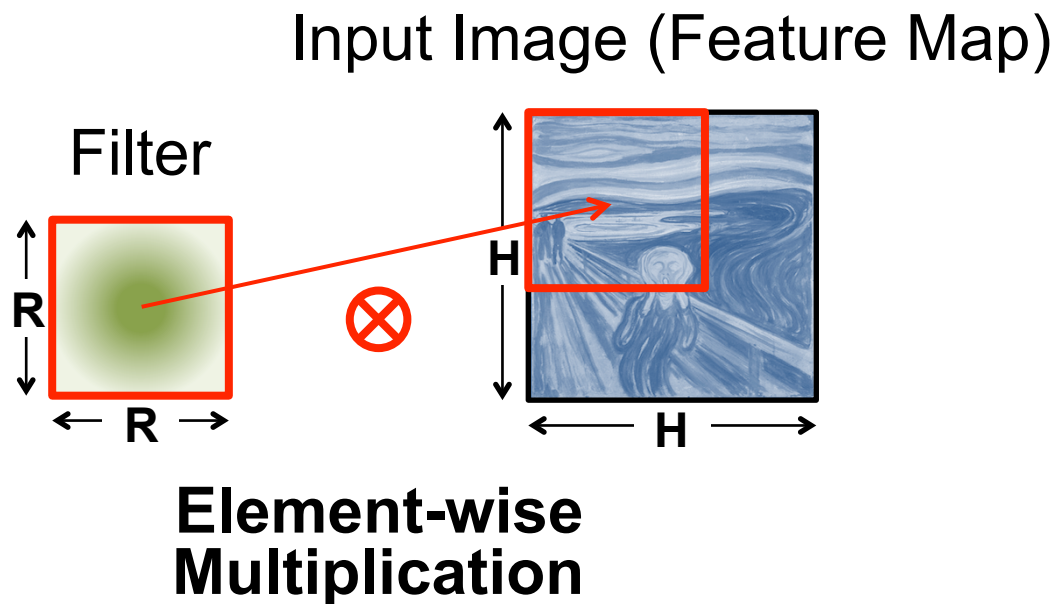 Input Image (Feature Map)
Filter
R
R
H
H
Element-wise
Multiplication